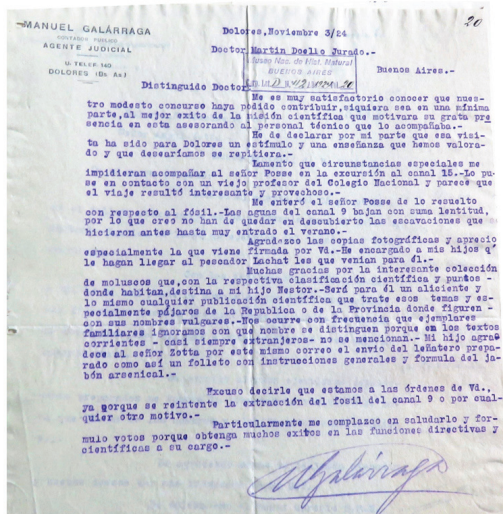 20
MANUEL GALÁRRAGA
CONTADOR PÚBLICO
AGENTE JUDICIAL
U. TELEF. 140
DOLORES (Bs. As.)
Dolores,Noviembre 3/24
Doctor Martin Doello Jurado.-
Museo Nac. de Hist. Natural
BUENOS AIRES
Buenos Aires.-
Distinguido Doctor:
Me es muy satisfactorio conocer que nues-
tro modesto concurso haya podido contribuir,siquiera sea en una mínima
parte,al mejor exito de la misión científica que motivara su grata pre
sencia en esta asesorando al personal técnico que lo acompañaba.-
He de declarar por mi parte que esa visi-
ta ha sido para Dolores un estímulo y una enseñanza que hemos valora-
do y que desearíamos se repitiera.-
Lamento que circunstancias especiales me
impidieran acompañar al señor Posse en la excursión al canal 15.-Lo pu-
se en contacto con un viejo profesor del Colegio Nacional y parece que
el viaje resultó interesante y provechoso.-
Me enteró el señor Posse de lo resuelto
con respecto al fósil.-Las aguas del canal 9 bajan con suma lentitud,
por lo que creo no han de quedar en descubierto las escavaciones que
hicieron antes hasta muy entrado el verano.-
Agradezco las copias fotográficas y aprecio
especialmente la que viene firmada por Vd.-He encargado a mis hijos q'
le hagan llegar al pescador Lachat les que venían para él.-
Muchas gracias por la interesante colección
de moluscos que,con la respectiva clasificación científica y puntos -
donde habitan,destina a mi hijo Nestor.-Será para él un aliciente y
lo mismo cualquier publicación científica que trate esos temas y es-
pecialmente pájaros de la Republica o de la Provincia donde figuren -
con sus nombres vulgares.-Nos ocurre con frecuencia que ejemplares
familiares ignoramos con que nombre se distinguen porque en los textos
corrientes - casi siempre extranjeros- no se mencionan.- Mi hijo agra
dece al señor Zotta por este mismo correo el envío del leñatero prepa-
rado como así un folleto con instrucciones generales y formula del ja-
bón arsenical.-
Excuso decirle que estamos a las órdenes de Vd.,
ya porque se reintente la extracción del fosil del canal 9 o por cual-
quier otro motivo.-
Particularmente me complazco en saludarlo y for-
mulo votos porque obtenga muchos exitos en las funciones directivas y
científicas a su cargo.-
MGalárraga